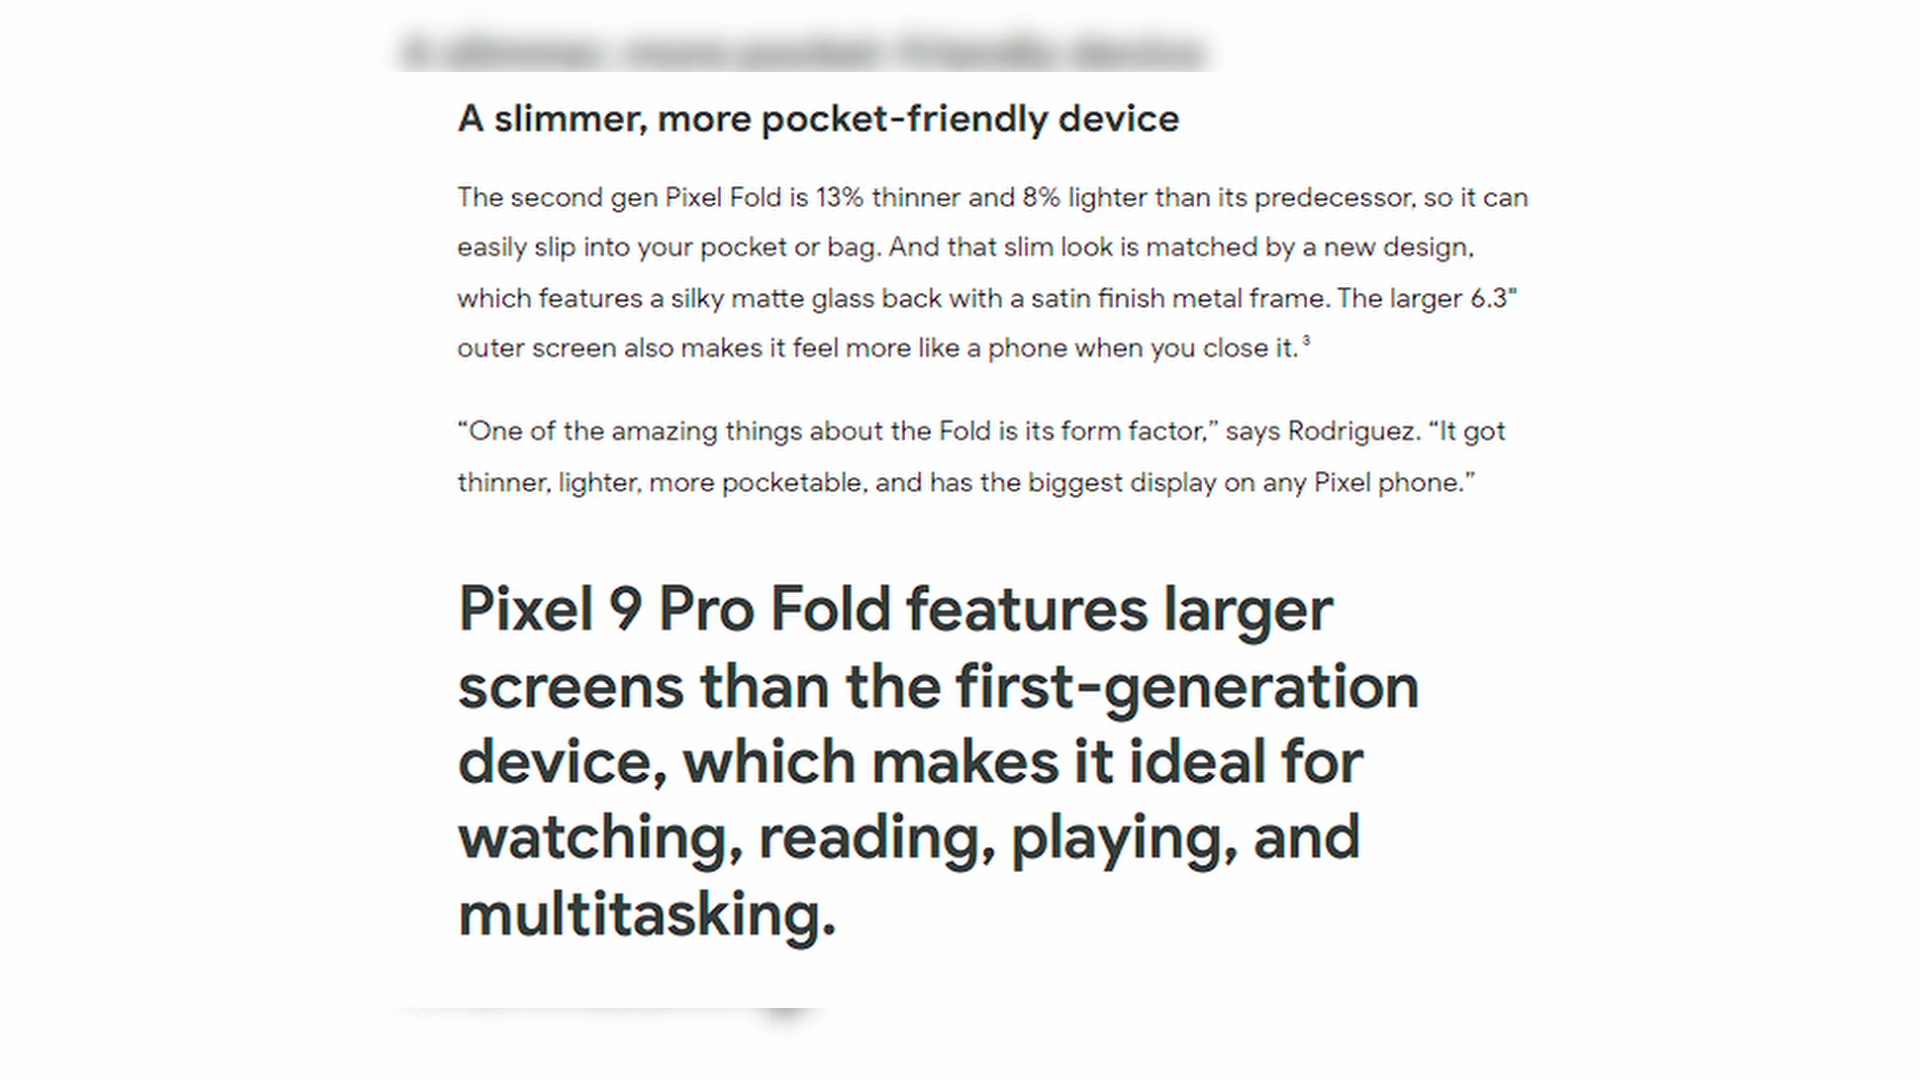 A slimmer, more pocket-friendly device
The second gen Pixel Fold is 13% thinner and 8% lighter than its predecessor, so it can
easily slip into your pocket or bag. And that slim look is matched by a new design,
which features a silky matte glass back with a satin finish metal frame. The larger 6.3"
outer screen also makes it feel more like a phone when you close it.³
“One of the amazing things about the Fold is its form factor,” says Rodriguez. “It got
thinner, lighter, more pocketable, and has the biggest display on any Pixel phone.”
Pixel 9 Pro Fold features larger
screens than the first-generation
device, which makes it ideal for
watching, reading, playing, and
multitasking.